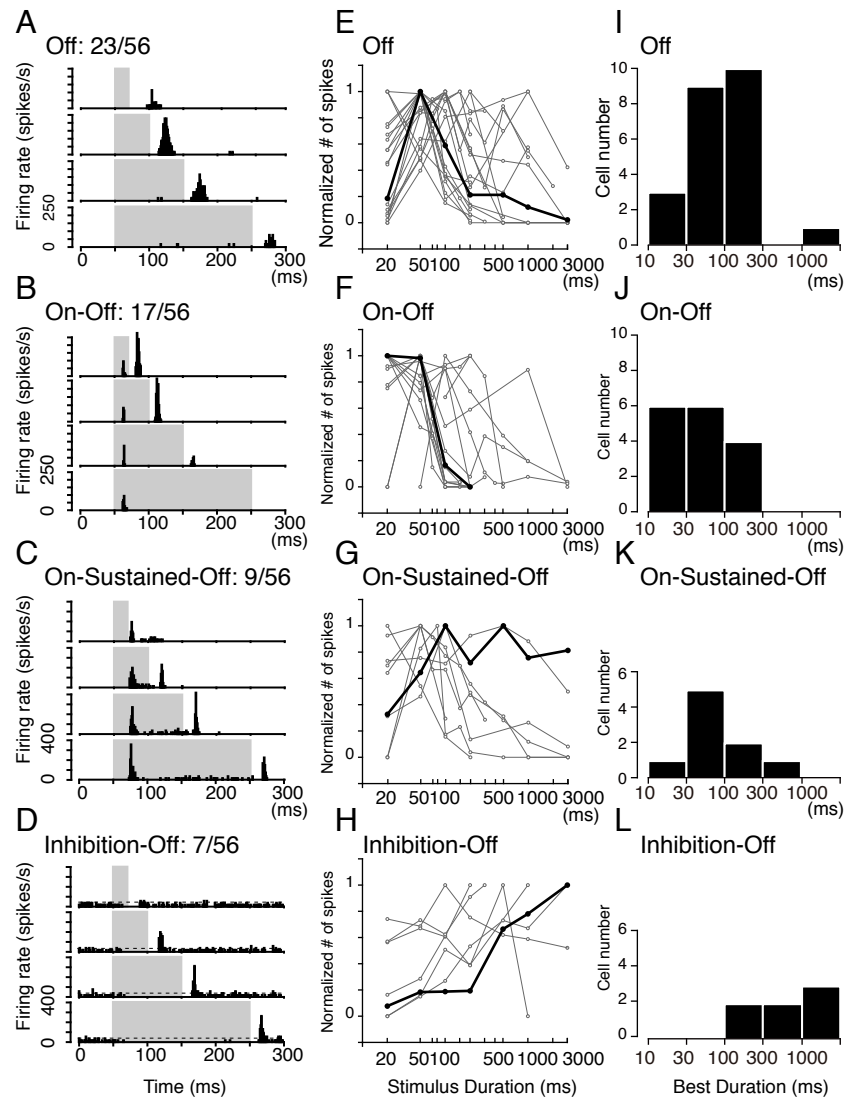 A
Off: 23/56
Firing rate (spikes/s)
250
0
0 100 200 300
(ms)
E
Off
Normalized # of spikes
1
0
20 50 100 500 1000 3000
(ms)
I
Off
Cell number
10
8
6
4
2
0
10 30 100 300 1000
(ms)
B
On-Off: 17/56
Firing rate (spikes/s)
250
0
0 100 200 300
(ms)
F
On-Off
Normalized # of spikes
1
0
20 50 100 500 1000 3000
(ms)
J
On-Off
Cell number
10
8
6
4
2
0
10 30 100 300 1000
(ms)
C
On-Sustained-Off: 9/56
Firing rate (spikes/s)
400
0
0 100 200 300
(ms)
G
On-Sustained-Off
Normalized # of spikes
1
0
20 50 100 500 1000 3000
(ms)
K
On-Sustained-Off
Cell number
6
4
2
0
10 30 100 300 1000
(ms)
D
Inhibition-Off: 7/56
Firing rate (spikes/s)
400
0
0 100 200 300
Time (ms)
H
Inhibition-Off
Normalized # of spikes
1
0
20 50 100 500 1000 3000
Stimulus Duration (ms)
L
Inhibition-Off
Cell number
6
4
2
0
10 30 100 300 1000
Best Duration (ms)